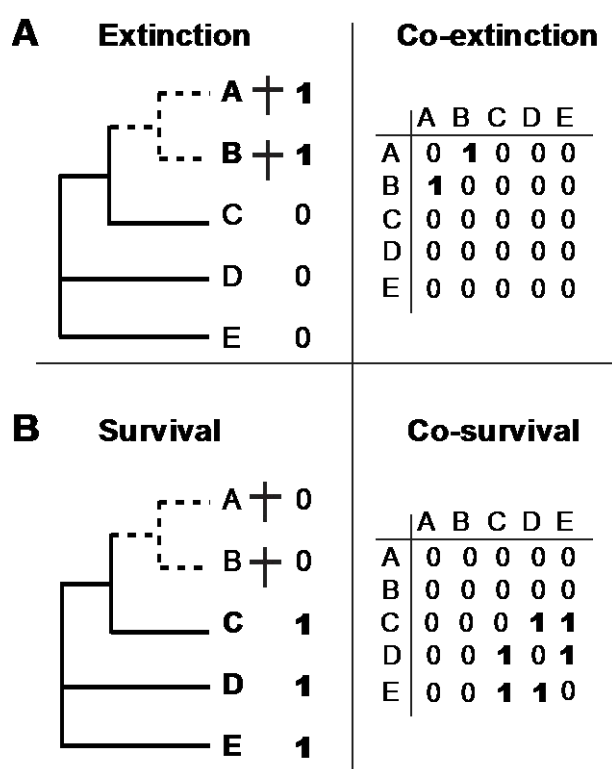 A Extinction Co-extinction
A 1
B 1
C 0
D 0
E 0
A B C D E
A 0 1 0 0 0
B 1 0 0 0 0
C 0 0 0 0 0
D 0 0 0 0 0
E 0 0 0 0 0
B Survival Co-survival
A 0
B 0
C 1
D 1
E 1
A B C D E
A 0 0 0 0 0
B 0 0 0 0 0
C 0 0 0 1 1
D 0 0 1 0 1
E 0 0 1 1 0